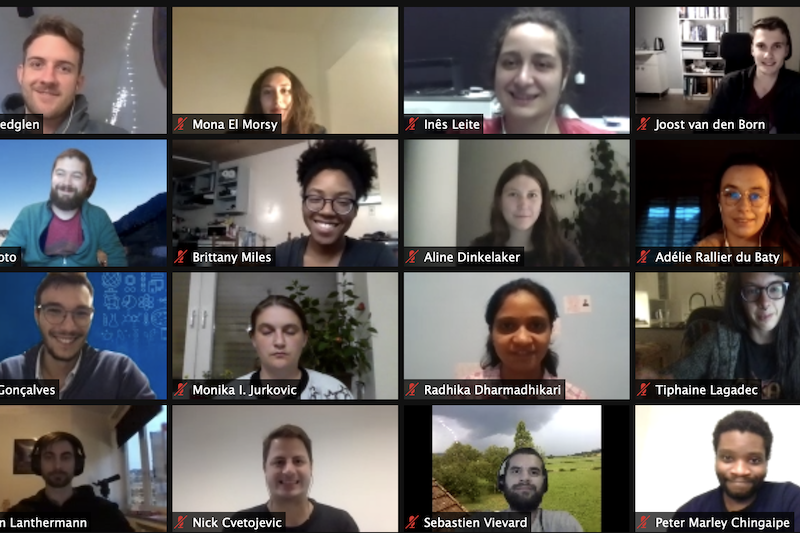 edglen
Mona El Morsy
Inês Leite
Joost van den Born
oto
Brittany Miles
Aline Dinkelaker
Adélie Rallier du Baty
Gonçalves
Monika I. Jurkovic
Radhika Dharmadhikari
Tiphaine Lagadec
n Lanthermann
Nick Cvetojevic
Sebastien Vievard
Peter Marley Chingaipe